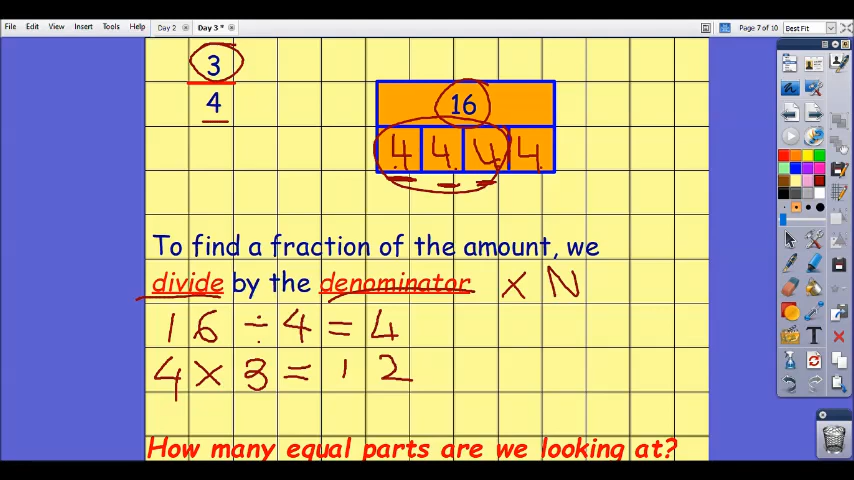 File Edit View Insert Tools Help
Day 2 Day 3 *
Page 7 of 10
Best Fit
3
4
16
4 4 4 4
To find a fraction of the amount, we
divide by the denominator × N
16 ÷ 4 = 4
4 × 3 = 12
How many equal parts are we looking at?
T